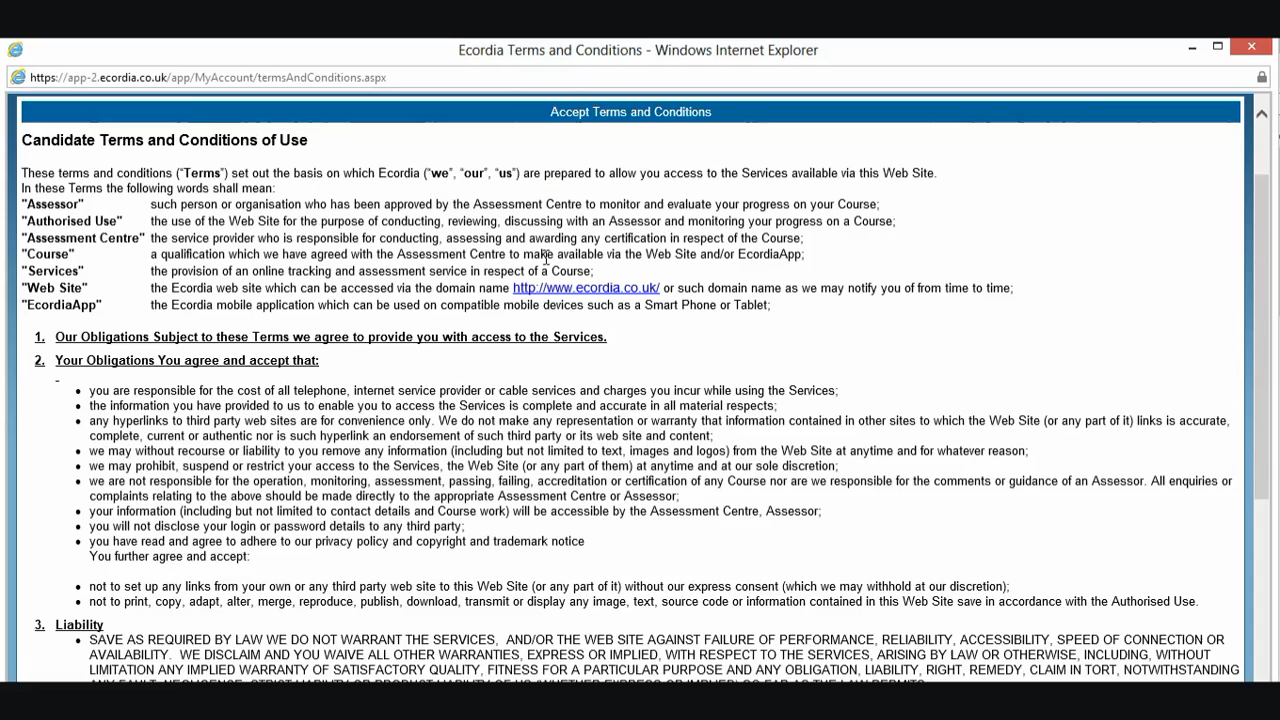 Ecordia Terms and Conditions - Windows Internet Explorer
https://app-2.ecordia.co.uk/app/MyAccount/termsAndConditions.aspx
Accept Terms and Conditions
Candidate Terms and Conditions of Use
These terms and conditions (“Terms”) set out the basis on which Ecordia (“we”, “our”, “us”) are prepared to allow you access to the Services available via this Web Site.
In these Terms the following words shall mean:
"Assessor" such person or organisation who has been approved by the Assessment Centre to monitor and evaluate your progress on your Course;
"Authorised Use" the use of the Web Site for the purpose of conducting, reviewing, discussing with an Assessor and monitoring your progress on a Course;
"Assessment Centre" the service provider who is responsible for conducting, assessing and awarding any certification in respect of the Course;
"Course" a qualification which we have agreed with the Assessment Centre to make available via the Web Site and/or EcordiaApp;
"Services" the provision of an online tracking and assessment service in respect of a Course;
"Web Site" the Ecordia web site which can be accessed via the domain name http://www.ecordia.co.uk/ or such domain name as we may notify you of from time to time;
"EcordiaApp" the Ecordia mobile application which can be used on compatible mobile devices such as a Smart Phone or Tablet;
1. Our Obligations Subject to these Terms we agree to provide you with access to the Services.
2. Your Obligations You agree and accept that:
• you are responsible for the cost of all telephone, internet service provider or cable services and charges you incur while using the Services;
• the information you have provided to us to enable you to access the Services is complete and accurate in all material respects;
• any hyperlinks to third party web sites are for convenience only. We do not make any representation or warranty that information contained in other sites to which the Web Site (or any part of it) links is accurate,
complete, current or authentic nor is such hyperlink an endorsement of such third party or its web site and content;
• we may without recourse or liability to you remove any information (including but not limited to text, images and logos) from the Web Site at anytime and for whatever reason;
• we may prohibit, suspend or restrict your access to the Services, the Web Site (or any part of them) at anytime and at our sole discretion;
• we are not responsible for the operation, monitoring, assessment, passing, failing, accreditation or certification of any Course nor are we responsible for the comments or guidance of an Assessor. All enquiries or
complaints relating to the above should be made directly to the appropriate Assessment Centre or Assessor;
• your information (including but not limited to contact details and Course work) will be accessible by the Assessment Centre, Assessor;
• you will not disclose your login or password details to any third party;
• you have read and agree to adhere to our privacy policy and copyright and trademark notice
You further agree and accept:
• not to set up any links from your own or any third party web site to this Web Site (or any part of it) without our express consent (which we may withhold at our discretion);
• not to print, copy, adapt, alter, merge, reproduce, publish, download, transmit or display any image, text, source code or information contained in this Web Site save in accordance with the Authorised Use.
3. Liability
• SAVE AS REQUIRED BY LAW WE DO NOT WARRANT THE SERVICES, AND/OR THE WEB SITE AGAINST FAILURE OF PERFORMANCE, RELIABILITY, ACCESSIBILITY, SPEED OF CONNECTION OR
AVAILABILITY. WE DISCLAIM AND YOU WAIVE ALL OTHER WARRANTIES, EXPRESS OR IMPLIED, WITH RESPECT TO THE SERVICES, ARISING BY LAW OR OTHERWISE, INCLUDING, WITHOUT
LIMITATION ANY IMPLIED WARRANTY OF SATISFACTORY QUALITY, FITNESS FOR A PARTICULAR PURPOSE AND ANY OBLIGATION, LIABILITY, RIGHT, REMEDY, CLAIM IN TORT, NOTWITHSTANDING